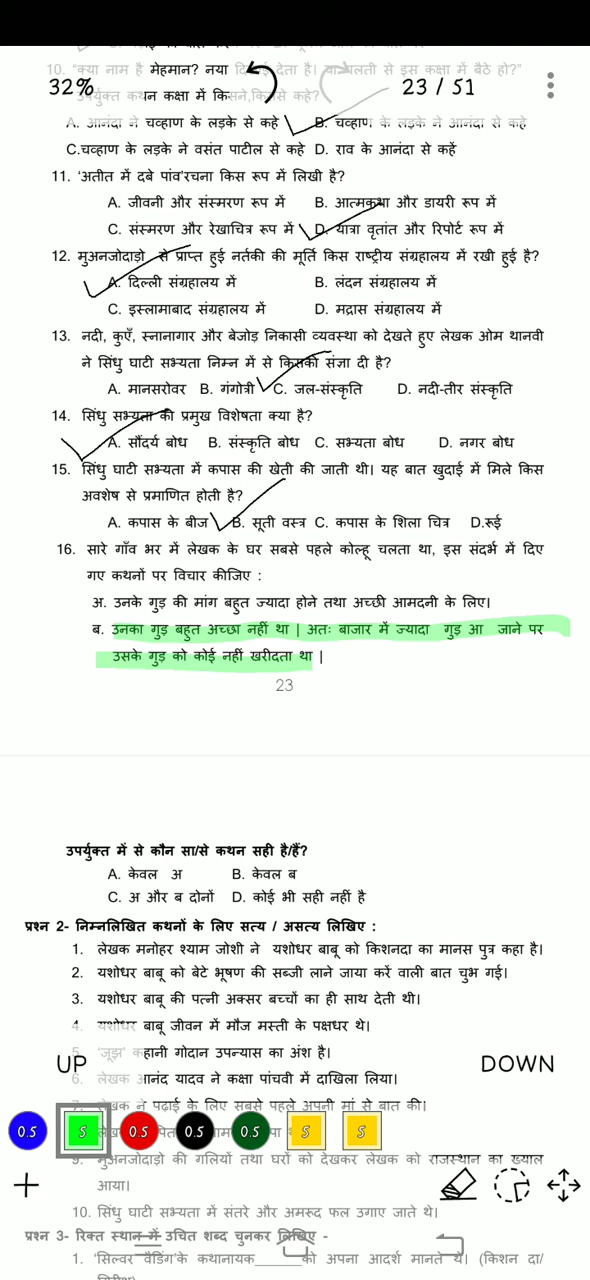 10. "क्या नाम है मेहमान? नया दिखाई देता है। या गलती से इस कक्षा में बैठे हो?"
32%
23 / 51
उपर्युक्त कथन कक्षा में किसने,किससे कहे?
A. आनंदा ने चव्हाण के लड़के से कहे B. चव्हाण के लड़के ने आनंदा से कहे
C.चव्हाण के लड़के ने वसंत पाटील से कहे D. राव के आनंदा से कहें
11. 'अतीत में दबे पांव'रचना किस रूप में लिखी है?
A. जीवनी और संस्मरण रूप में B. आत्मकथा और डायरी रूप में
C. संस्मरण और रेखाचित्र रूप में D. यात्रा वृतांत और रिपोर्ट रूप में
12. मुअनजोदाड़ो से प्राप्त हुई नर्तकी की मूर्ति किस राष्ट्रीय संग्रहालय में रखी हुई है?
A. दिल्ली संग्रहालय में B. लंदन संग्रहालय में
C. इस्लामाबाद संग्रहालय में D. मद्रास संग्रहालय में
13. नदी, कुएँ, स्नानागार और बेजोड़ निकासी व्यवस्था को देखते हुए लेखक ओम थानवी
ने सिंधु घाटी सभ्यता निम्न में से किसकी संज्ञा दी है?
A. मानसरोवर B. गंगोत्री C. जल-संस्कृति D. नदी-तीर संस्कृति
14. सिंधु सभ्यता की प्रमुख विशेषता क्या है?
A. सौंदर्य बोध B. संस्कृति बोध C. सभ्यता बोध D. नगर बोध
15. सिंधु घाटी सभ्यता में कपास की खेती की जाती थी। यह बात खुदाई में मिले किस
अवशेष से प्रमाणित होती है?
A. कपास के बीज B. सूती वस्त्र C. कपास के शिला चित्र D.रूई
16. सारे गाँव भर में लेखक के घर सबसे पहले कोल्हू चलता था, इस संदर्भ में दिए
गए कथनों पर विचार कीजिए :
अ. उनके गुड़ की मांग बहुत ज्यादा होने तथा अच्छी आमदनी के लिए।
ब. उनका गुड़ बहुत अच्छा नहीं था | अतः बाजार में ज्यादा गुड़ आ जाने पर
उसके गुड़ को कोई नहीं खरीदता था |
23
उपर्युक्त में से कौन सा/से कथन सही है/हैं?
A. केवल अ B. केवल ब
C. अ और ब दोनों D. कोई भी सही नहीं है
प्रश्न 2- निम्नलिखित कथनों के लिए सत्य / असत्य लिखिए :
1. लेखक मनोहर श्याम जोशी ने यशोधर बाबू को किशनदा का मानस पुत्र कहा है।
2. यशोधर बाबू को बेटे भूषण की सब्जी लाने जाया करें वाली बात चुभ गई।
3. यशोधर बाबू की पत्नी अक्सर बच्चों का ही साथ देती थी।
4. यशोधर बाबू जीवन में मौज मस्ती के पक्षधर थे।
5. 'जूझ' कहानी गोदान उपन्यास का अंश है।
UP
DOWN
6. लेखक आनंद यादव ने कक्षा पांचवी में दाखिला लिया।
7. लेखक ने पढ़ाई के लिए सबसे पहले अपनी मां से बात की।
0.5 5 0.5 0.5 0.5 5 5
9. मुअनजोदाड़ो की गलियों तथा घरों को देखकर लेखक को राजस्थान का ख्याल
आया।
10. सिंधु घाटी सभ्यता में संतरे और अमरूद फल उगाए जाते थे।
प्रश्न 3- रिक्त स्थान में उचित शब्द चुनकर लिखिए -
1. 'सिल्वर वैडिंग'के कथानायक______को अपना आदर्श मानते थे। (किशन दा/